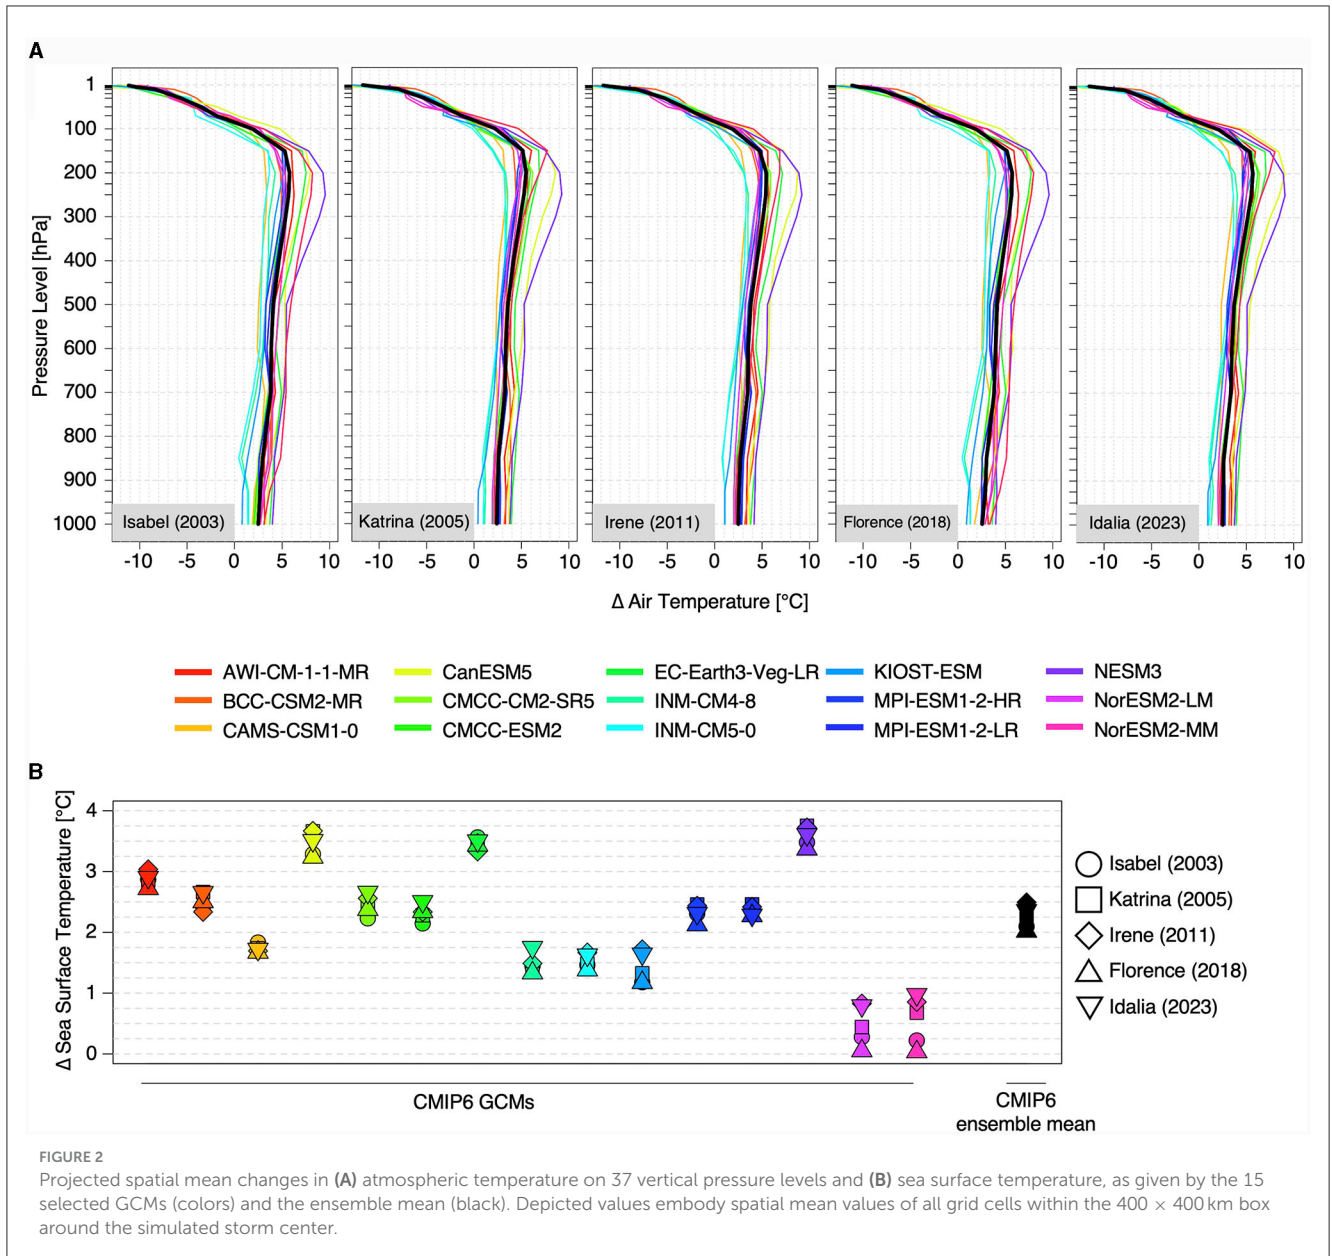 A
Pressure Level [hPa]
1
100
200
300
400
500
600
700
800
900
1000
Isabel (2003)
Katrina (2005)
Irene (2011)
Florence (2018)
Idalia (2023)
-10 -5 0 5 10
-10 -5 0 5 10
-10 -5 0 5 10
-10 -5 0 5 10
-10 -5 0 5 10
Δ Air Temperature [°C]
AWI-CM-1-1-MR
BCC-CSM2-MR
CAMS-CSM1-0
CanESM5
CMCC-CM2-SR5
CMCC-ESM2
EC-Earth3-Veg-LR
INM-CM4-8
INM-CM5-0
KIOST-ESM
MPI-ESM1-2-HR
MPI-ESM1-2-LR
NESM3
NorESM2-LM
NorESM2-MM
B
Δ Sea Surface Temperature [°C]
4
3
2
1
0
Isabel (2003)
Katrina (2005)
Irene (2011)
Florence (2018)
Idalia (2023)
CMIP6 GCMs
CMIP6
ensemble mean
FIGURE 2
Projected spatial mean changes in (A) atmospheric temperature on 37 vertical pressure levels and (B) sea surface temperature, as given by the 15
selected GCMs (colors) and the ensemble mean (black). Depicted values embody spatial mean values of all grid cells within the 400 × 400 km box
around the simulated storm center.